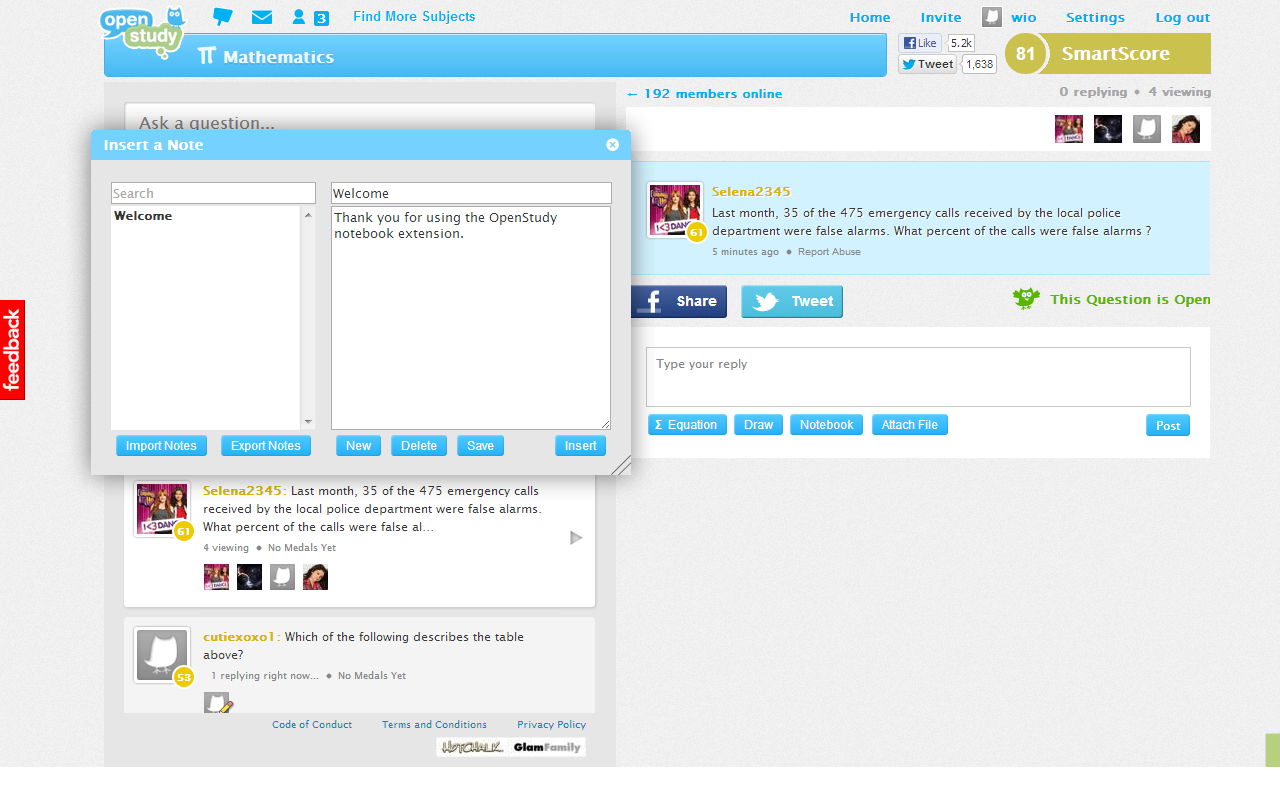 open study
3
Find More Subjects
Home
Invite
wio
Settings
Log out
π Mathematics
Like
5.2k
Tweet
1,638
81
SmartScore
Ask a question...
← 192 members online
0 replying • 4 viewing
Insert a Note
Search
Welcome
Welcome
Thank you for using the OpenStudy
notebook extension.
Import Notes
Export Notes
New
Delete
Save
Insert
Selena2345
Last month, 35 of the 475 emergency calls received by the local police
department were false alarms. What percent of the calls were false alarms ?
61
5 minutes ago • Report Abuse
Share
Tweet
This Question is Open
feedback
Type your reply
Σ Equation
Draw
Notebook
Attach File
Post
Selena2345: Last month, 35 of the 475 emergency calls
received by the local police department were false alarms.
What percent of the calls were false al...
61
4 viewing • No Medals Yet
cutiexoxo1: Which of the following describes the table
above?
53
1 replying right now... • No Medals Yet
Code of Conduct
Terms and Conditions
Privacy Policy
HOTCHALK
GlamFamily